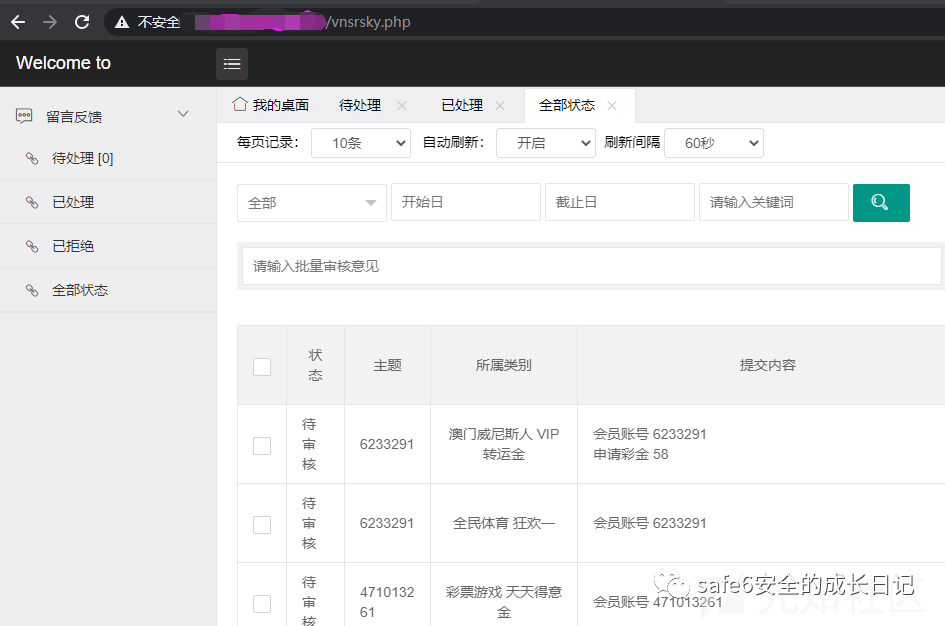 不安全 /vnsrsky.php
Welcome to
留言反馈
待处理 [0]
已处理
已拒绝
全部状态
我的桌面 待处理 已处理 全部状态
每页记录： 10条 自动刷新： 开启 刷新间隔 60秒
全部 开始日 截止日 请输入关键词
请输入批量审核意见
状态 主题 所属类别 提交内容
待审核 6233291 澳门威尼斯人 VIP 转运金 会员账号 6233291
申请彩金 58
待审核 6233291 全民体育 狂欢一 会员账号 6233291
待审核 471013261 彩票游戏 天天得意金 会员账号 471013261
safe6安全的成长日记
先知社区